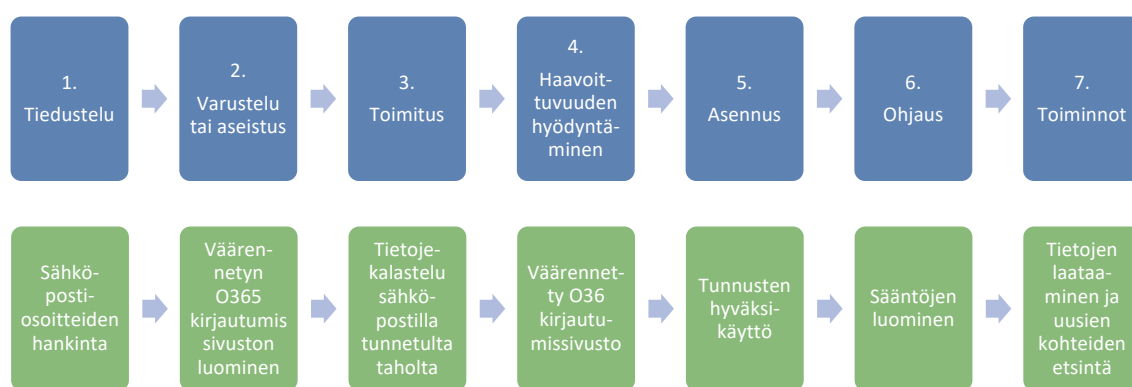 1.
Tiedustelu
2.
Varustelu
tai aseistus
3.
Toimitus
4.
Haavoit-
tuvuuden
hyödyntä-
minen
5.
Asennus
6.
Ohjaus
7.
Toiminnot
Sähkö-
posti-
osoitteiden
hankinta
Väären-
netyn
O365
kirjautumis
sivuston
luominen
Tietoje-
kalastelu
sähkö-
postilla
tunnetulta
taholta
Väärennet-
ty O36
kirjautu-
missivusto
Tunnusten
hyväksi-
käyttö
Sääntöjen
luominen
Tietojen
laataa-
minen ja
uusien
kohteiden
etsintä